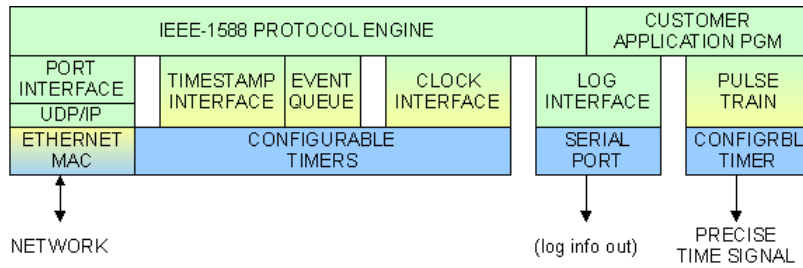 IEEE-1588 PROTOCOL ENGINE
CUSTOMER
APPLICATION PGM
PORT
INTERFACE
UDP/IP
TIMESTAMP
INTERFACE
EVENT
QUEUE
CLOCK
INTERFACE
LOG
INTERFACE
PULSE
TRAIN
ETHERNET
MAC
CONFIGURABLE
TIMERS
SERIAL
PORT
CONFIGRBL
TIMER
NETWORK
(log info out)
PRECISE
TIME SIGNAL